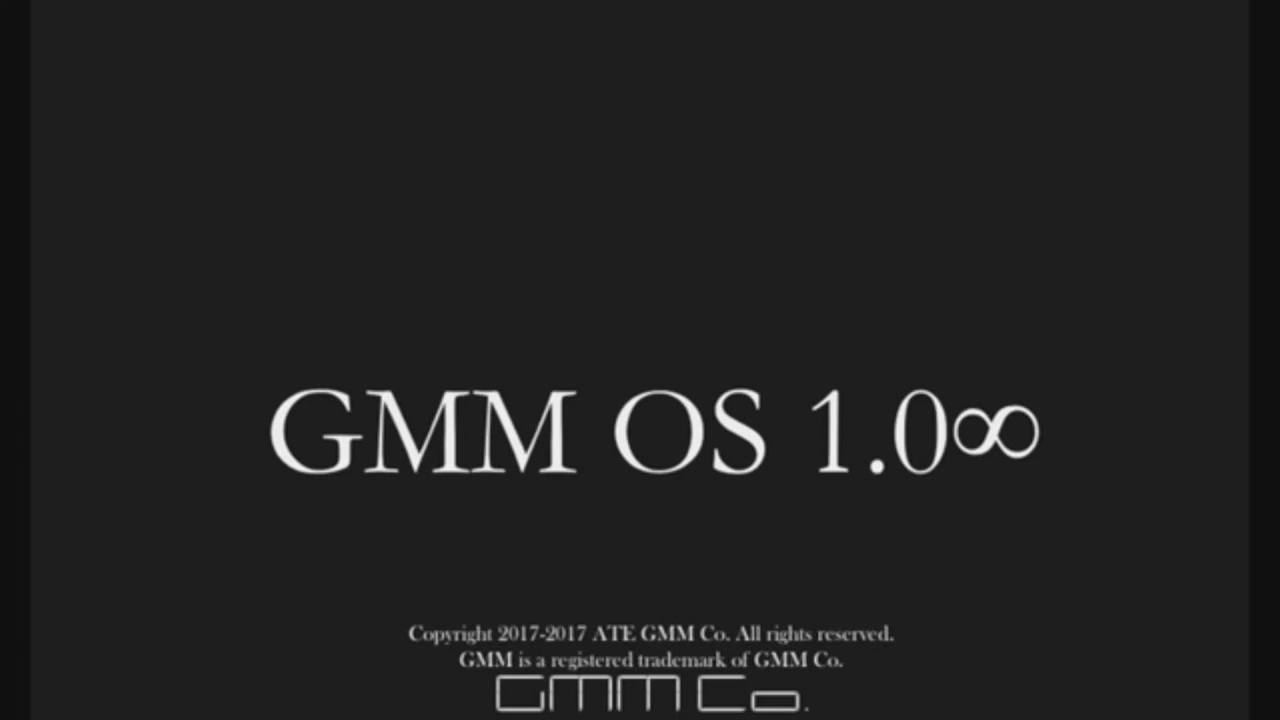 GMM OS 1.0∞
Copyright 2017-2017 ATE GMM Co. All rights reserved.
GMM is a registered trademark of GMM Co.
GMM Co.